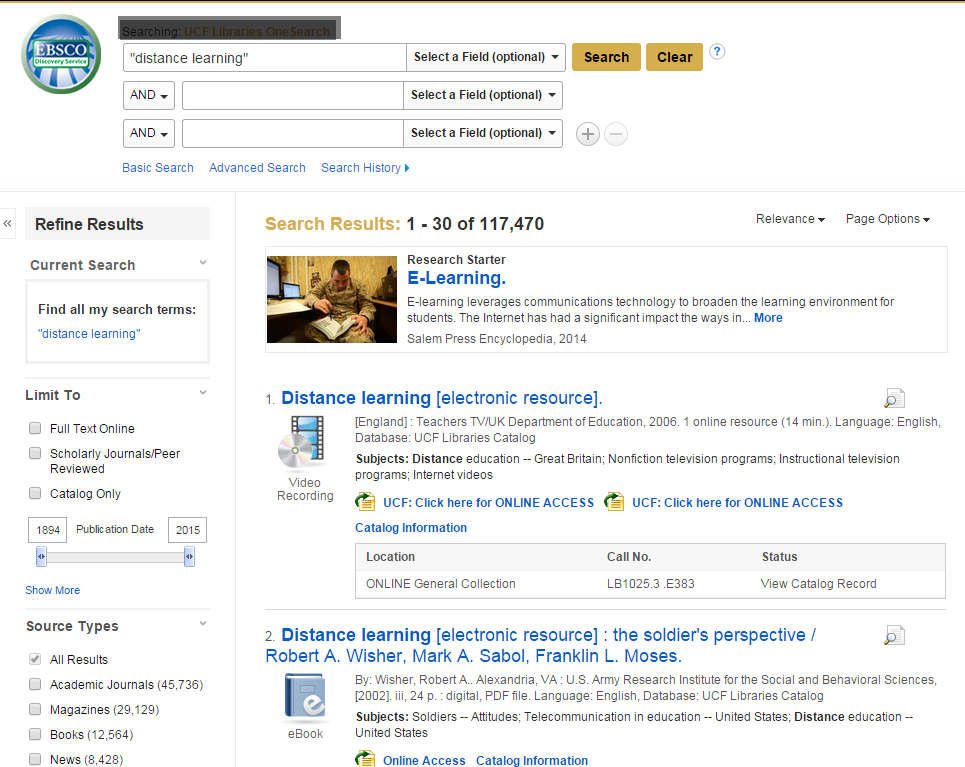 Searching: UCF Libraries OneSearch
EBSCO
Discovery Service
"distance learning"
Select a Field (optional)
Search
Clear
?
AND
Select a Field (optional)
AND
Select a Field (optional)
Basic Search Advanced Search Search History
«
Refine Results
Current Search
Find all my search terms:
"distance learning"
Limit To
Full Text Online
Scholarly Journals/Peer
Reviewed
Catalog Only
1894 Publication Date 2015
Show More
Source Types
All Results
Academic Journals (45,736)
Magazines (29,129)
Books (12,564)
News (8,428)
Search Results: 1 - 30 of 117,470
Relevance Page Options
Research Starter
E-Learning.
E-learning leverages communications technology to broaden the learning environment for
students. The Internet has had a significant impact the ways in... More
Salem Press Encyclopedia, 2014
1. Distance learning [electronic resource].
Video
Recording
[England] : Teachers TV/UK Department of Education, 2006. 1 online resource (14 min.). Language: English,
Database: UCF Libraries Catalog
Subjects: Distance education -- Great Britain; Nonfiction television programs; Instructional television
programs; Internet videos
UCF: Click here for ONLINE ACCESS UCF: Click here for ONLINE ACCESS
Catalog Information
Location Call No. Status
ONLINE General Collection LB1025.3 .E383 View Catalog Record
2. Distance learning [electronic resource] : the soldier's perspective /
Robert A. Wisher, Mark A. Sabol, Franklin L. Moses.
eBook
By: Wisher, Robert A.. Alexandria, VA : U.S. Army Research Institute for the Social and Behavioral Sciences,
[2002]. iii, 24 p. : digital, PDF file. Language: English, Database: UCF Libraries Catalog
Subjects: Soldiers -- Attitudes; Telecommunication in education -- United States; Distance education --
United States
Online Access Catalog Information